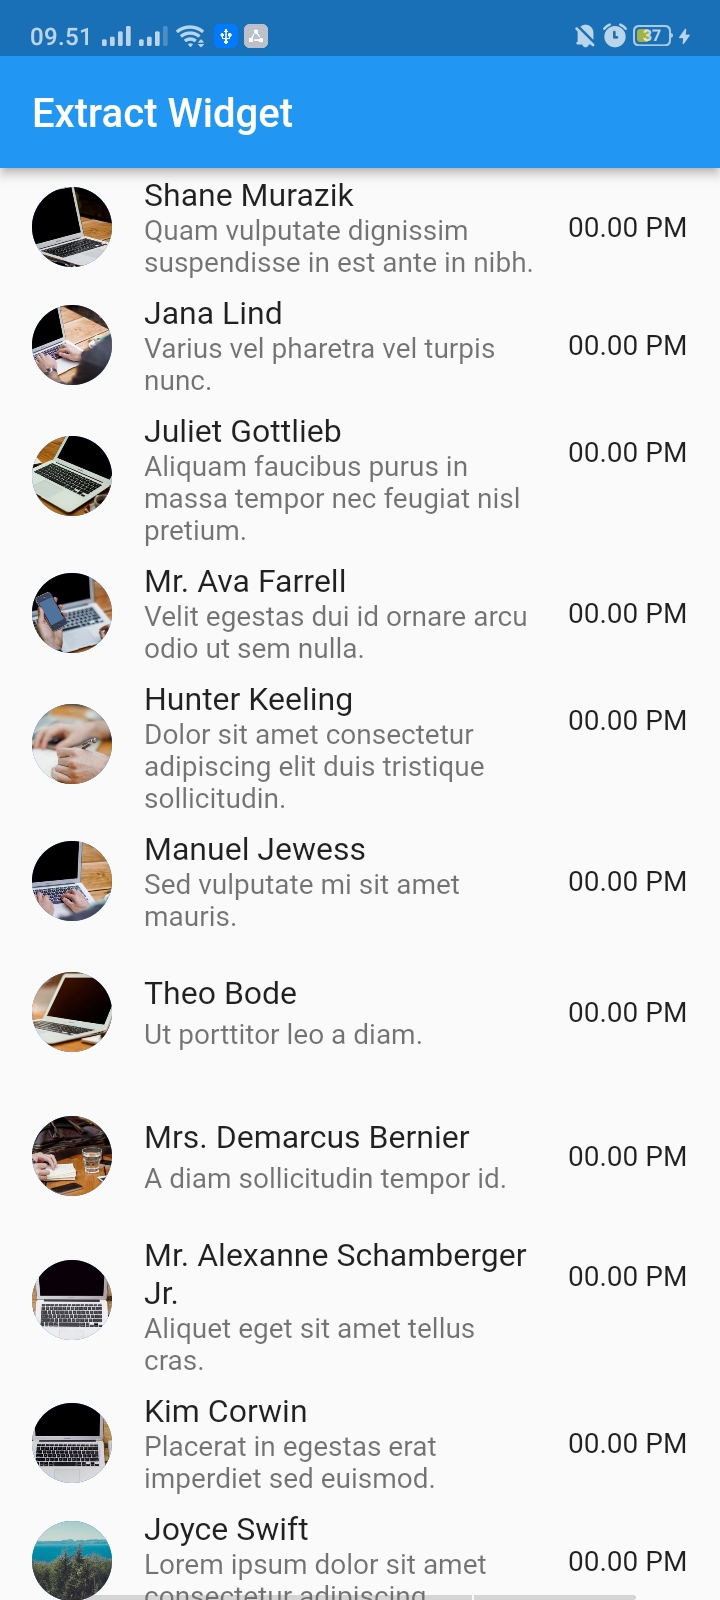 09.51
37
Extract Widget
Shane Murazik
Quam vulputate dignissim
suspendisse in est ante in nibh.
00.00 PM
Jana Lind
Varius vel pharetra vel turpis
nunc.
00.00 PM
Juliet Gottlieb
Aliquam faucibus purus in
massa tempor nec feugiat nisl
pretium.
00.00 PM
Mr. Ava Farrell
Velit egestas dui id ornare arcu
odio ut sem nulla.
00.00 PM
Hunter Keeling
Dolor sit amet consectetur
adipiscing elit duis tristique
sollicitudin.
00.00 PM
Manuel Jewess
Sed vulputate mi sit amet
mauris.
00.00 PM
Theo Bode
Ut porttitor leo a diam.
00.00 PM
Mrs. Demarcus Bernier
A diam sollicitudin tempor id.
00.00 PM
Mr. Alexanne Schamberger
Jr.
Aliquet eget sit amet tellus
cras.
00.00 PM
Kim Corwin
Placerat in egestas erat
imperdiet sed euismod.
00.00 PM
Joyce Swift
Lorem ipsum dolor sit amet
consectetur adipiscing
00.00 PM